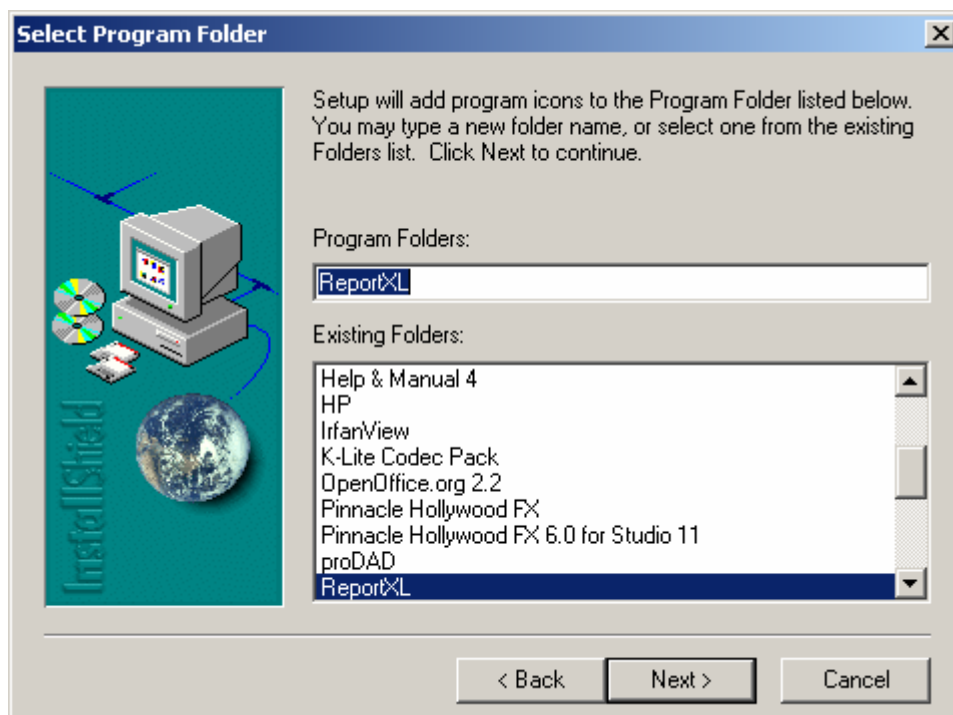 Select Program Folder
Setup will add program icons to the Program Folder listed below.
You may type a new folder name, or select one from the existing
Folders list.  Click Next to continue.
Program Folders:
ReportXL
Existing Folders:
Help & Manual 4
HP
IrfanView
K-Lite Codec Pack
OpenOffice.org 2.2
Pinnacle Hollywood FX
Pinnacle Hollywood FX 6.0 for Studio 11
proDAD
ReportXL
InstallShield
< Back
Next >
Cancel